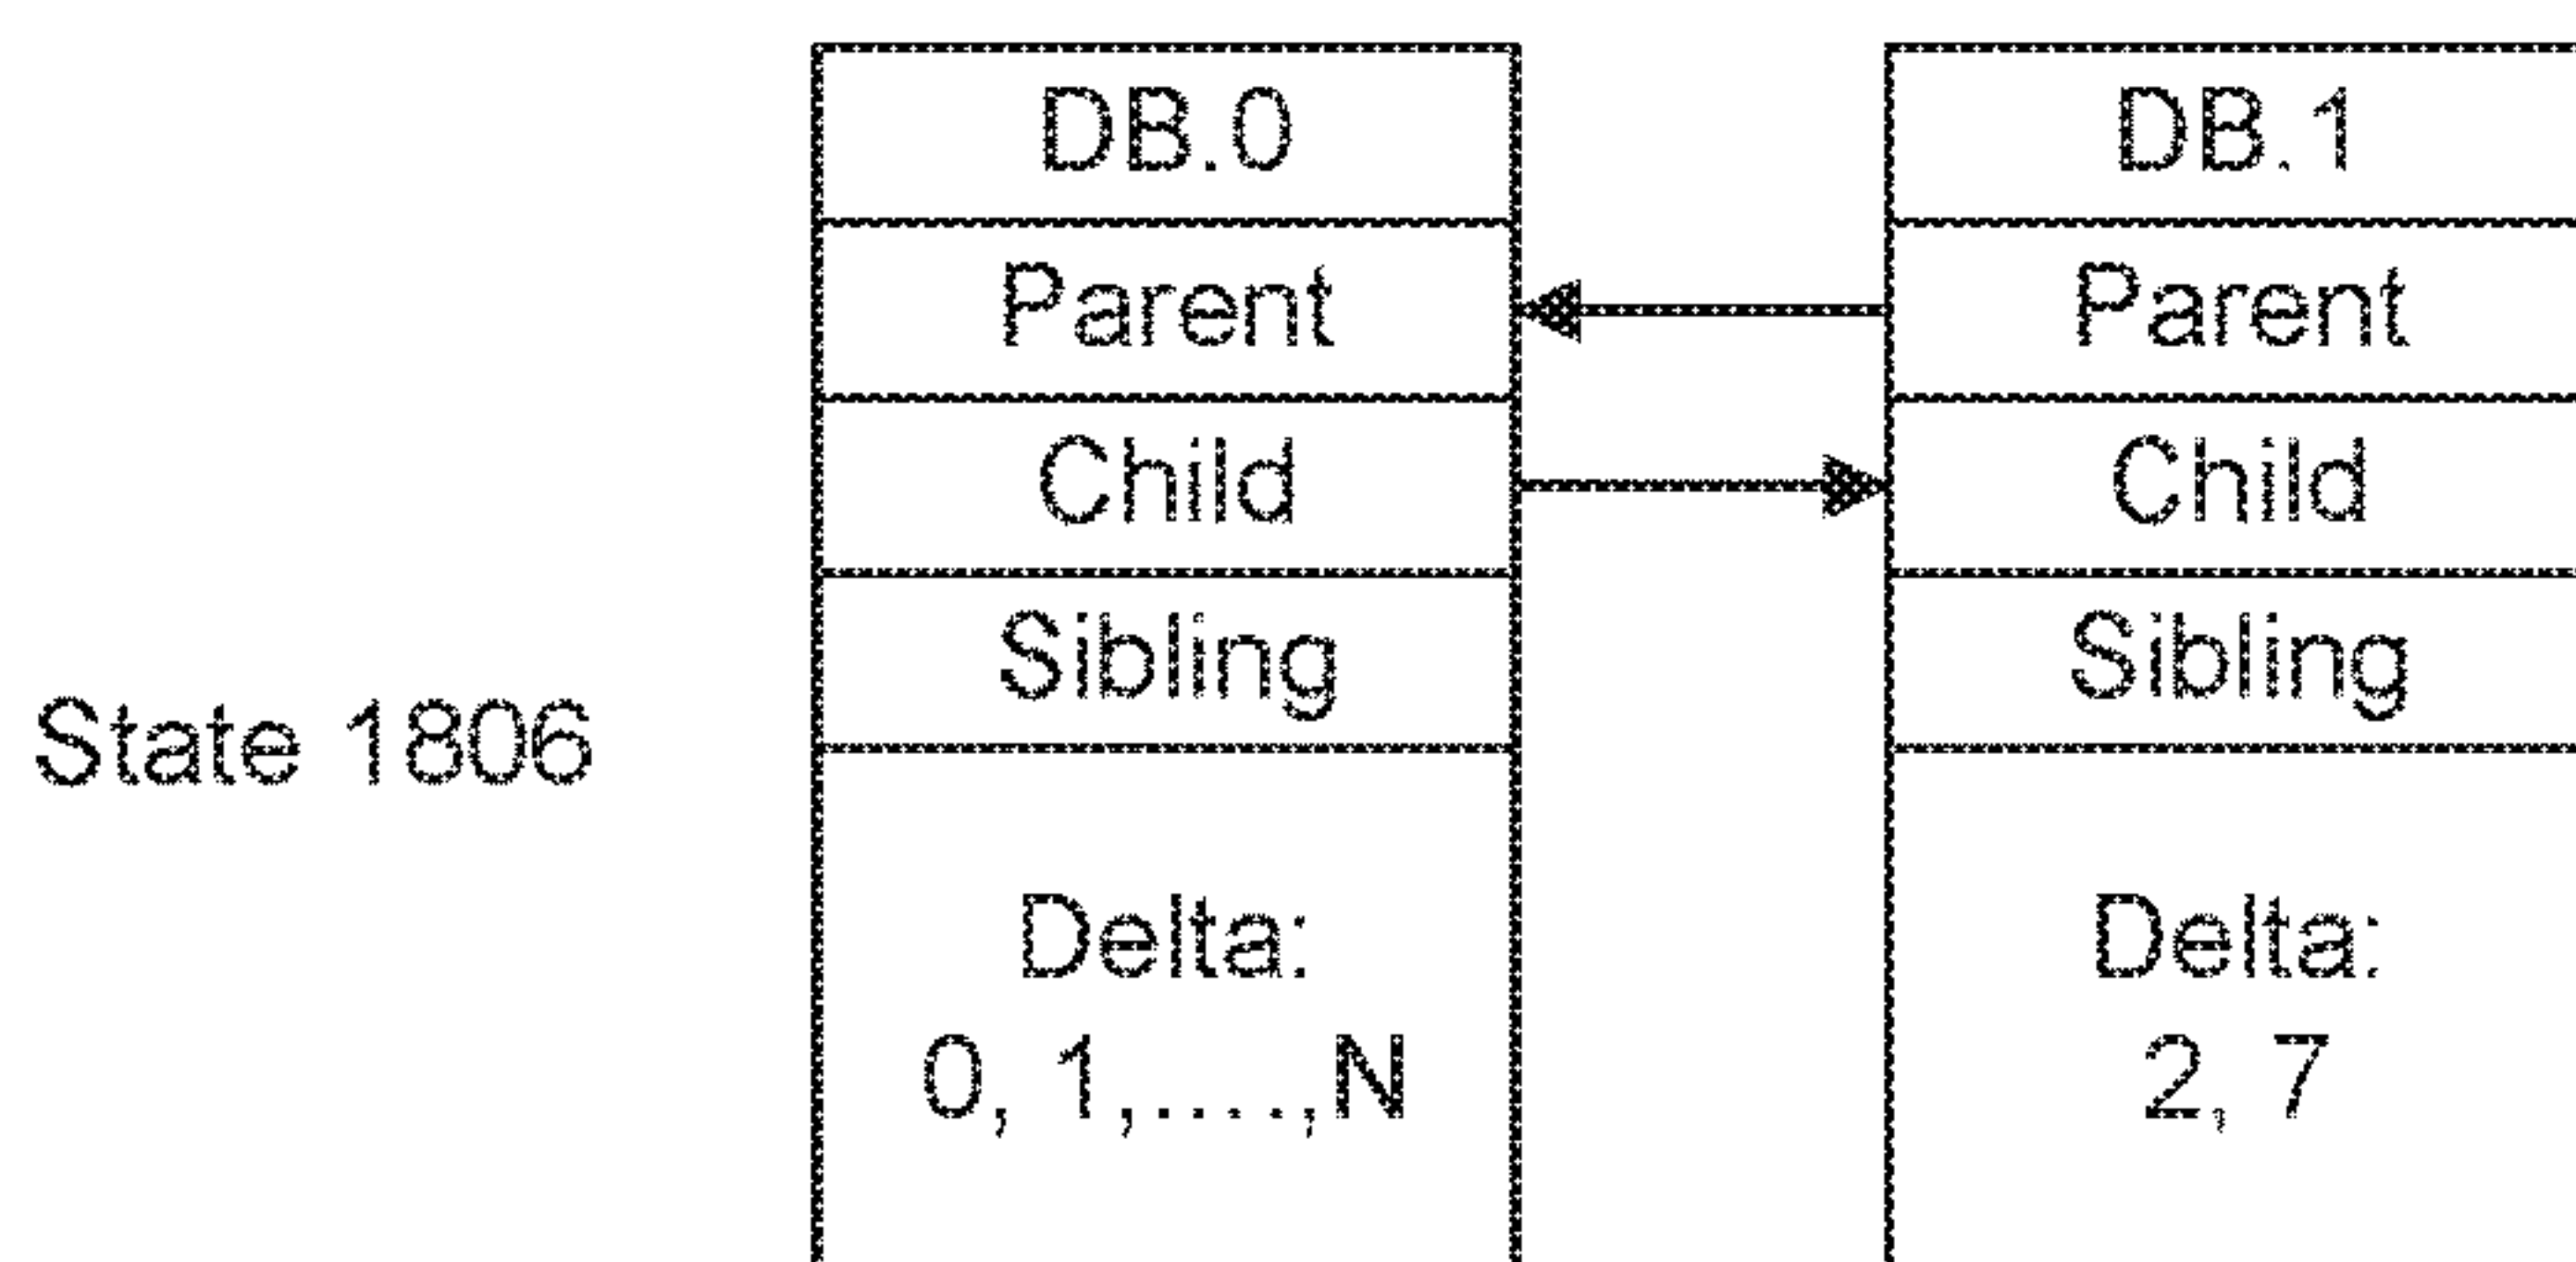 State 1806
DB.0
Parent
Child
Sibling
Delta:
0, 1,....,N
DB.1
Parent
Child
Sibling
Delta:
2, 7